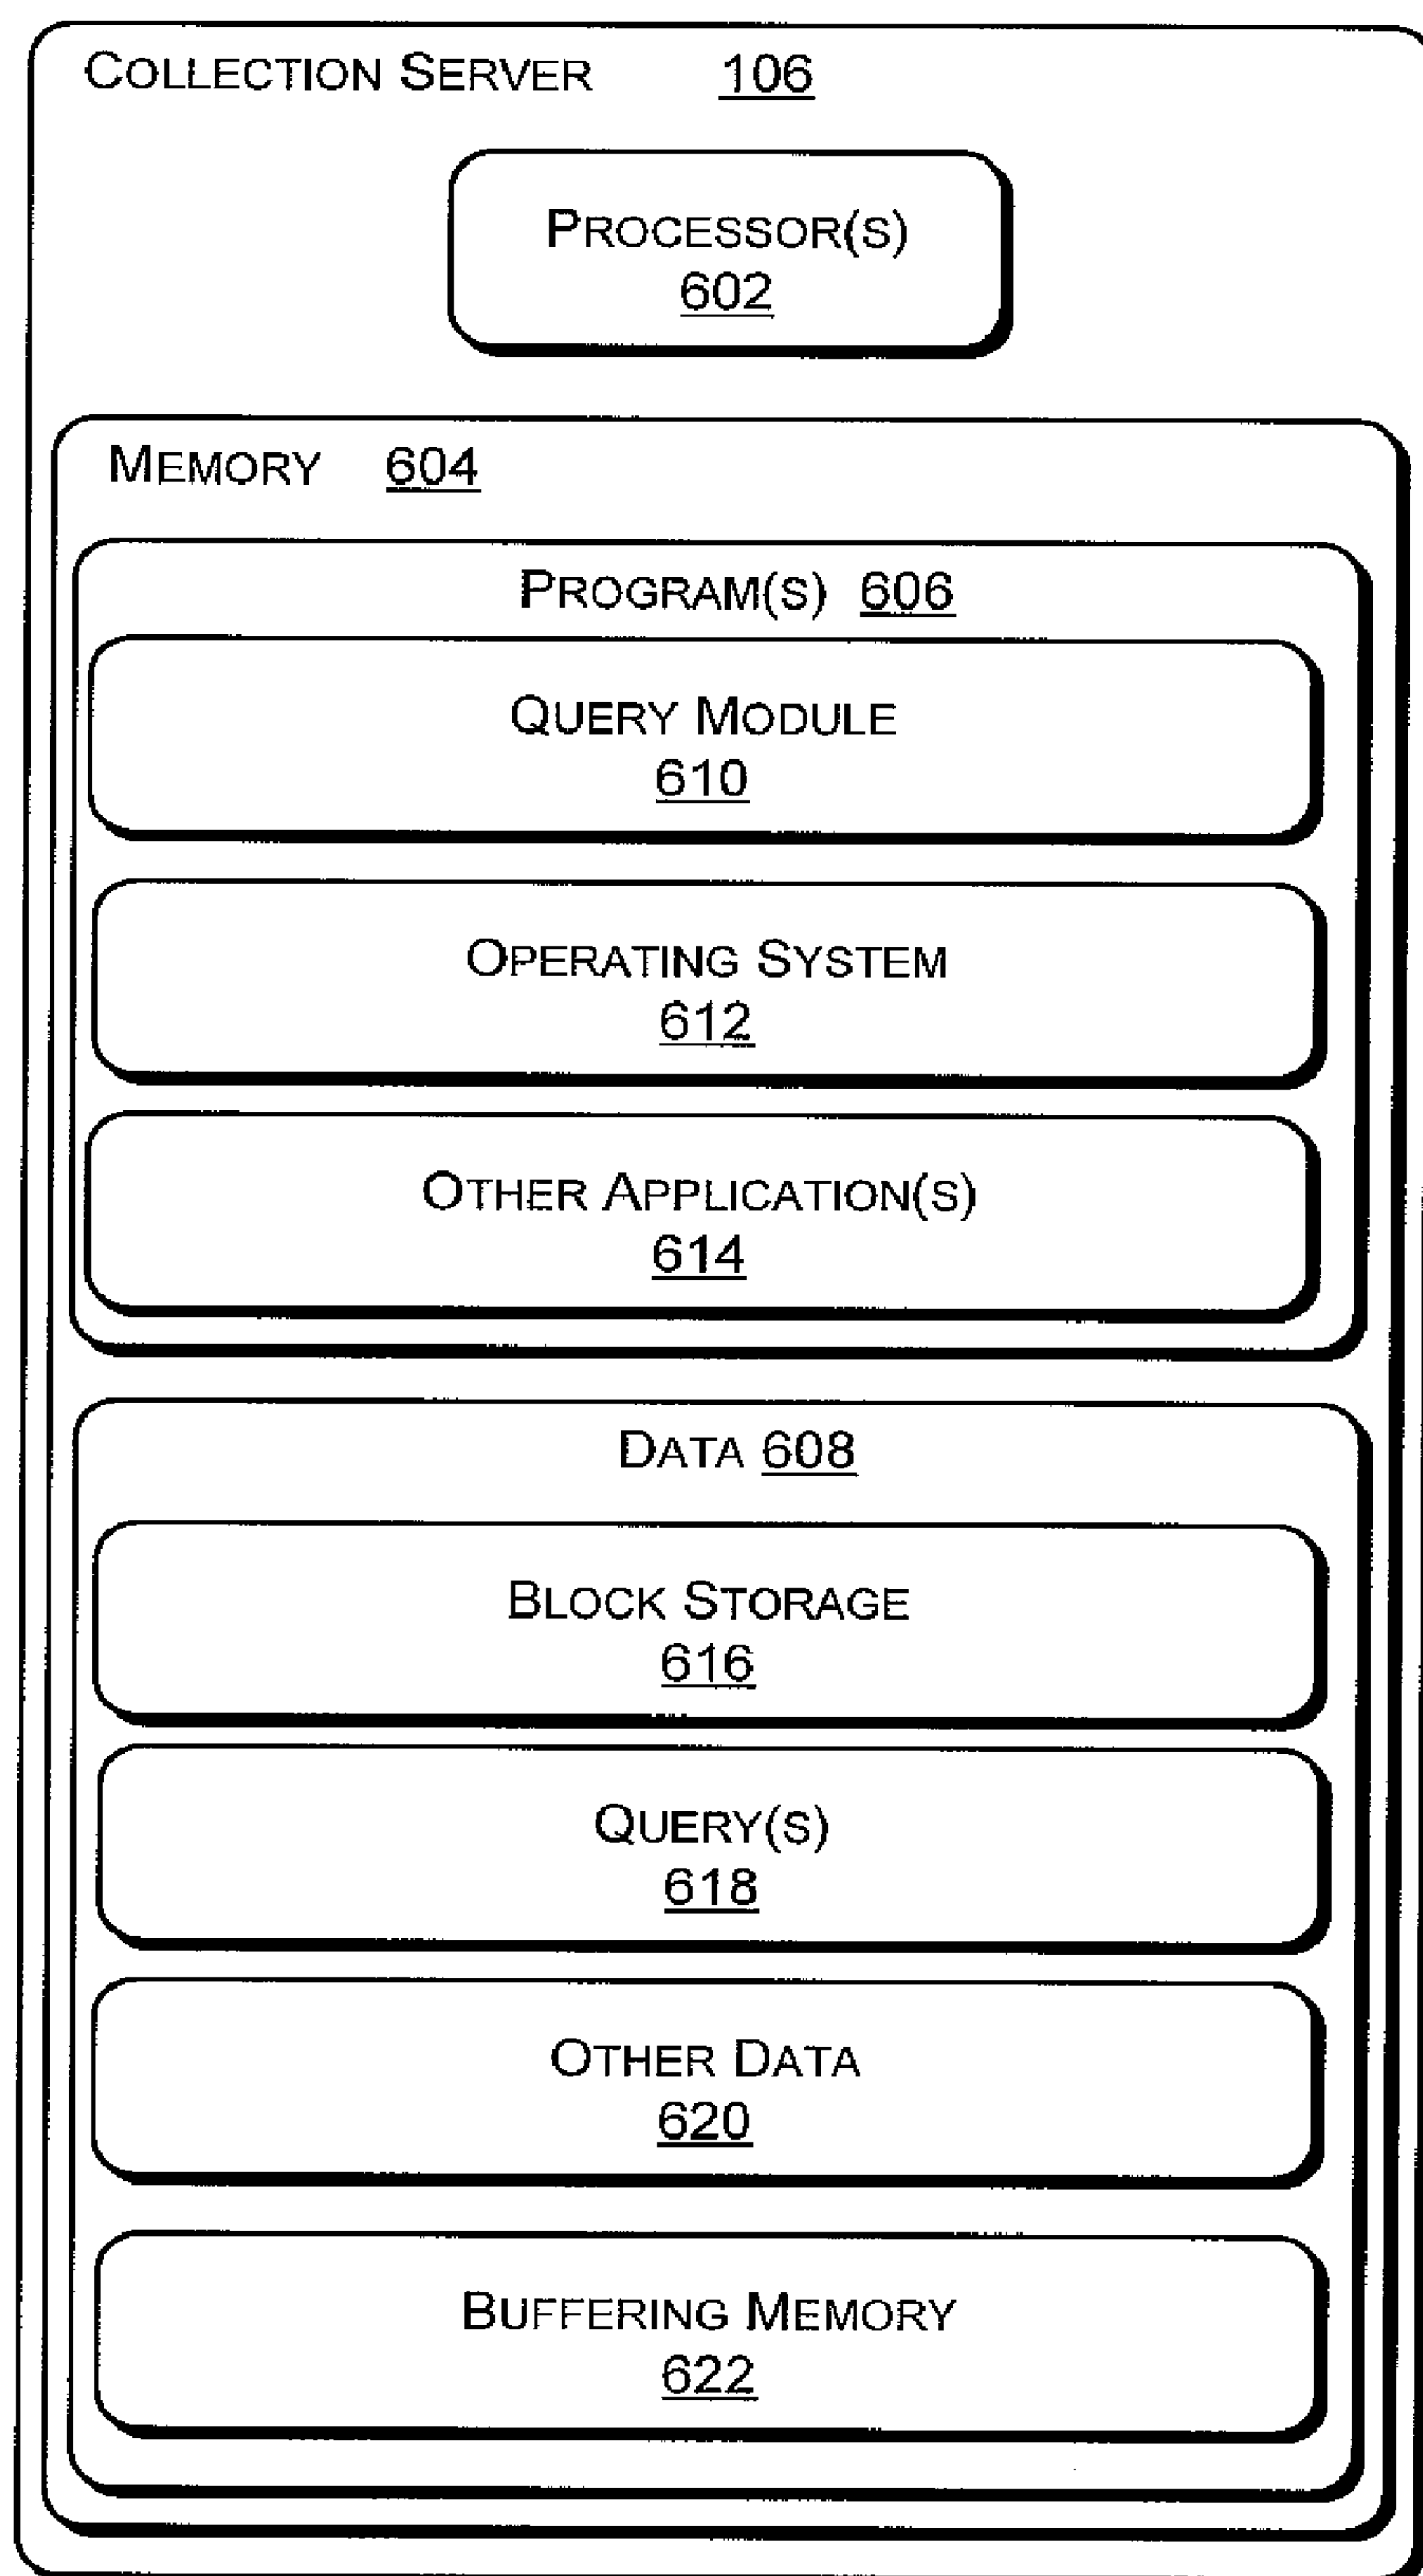 COLLECTION SERVER 106
PROCESSOR(S)
602
MEMORY 604
PROGRAM(S) 606
QUERY MODULE
610
OPERATING SYSTEM
612
OTHER APPLICATION(S)
614
DATA 608
BLOCK STORAGE
616
QUERY(S)
618
OTHER DATA
620
BUFFERING MEMORY
622